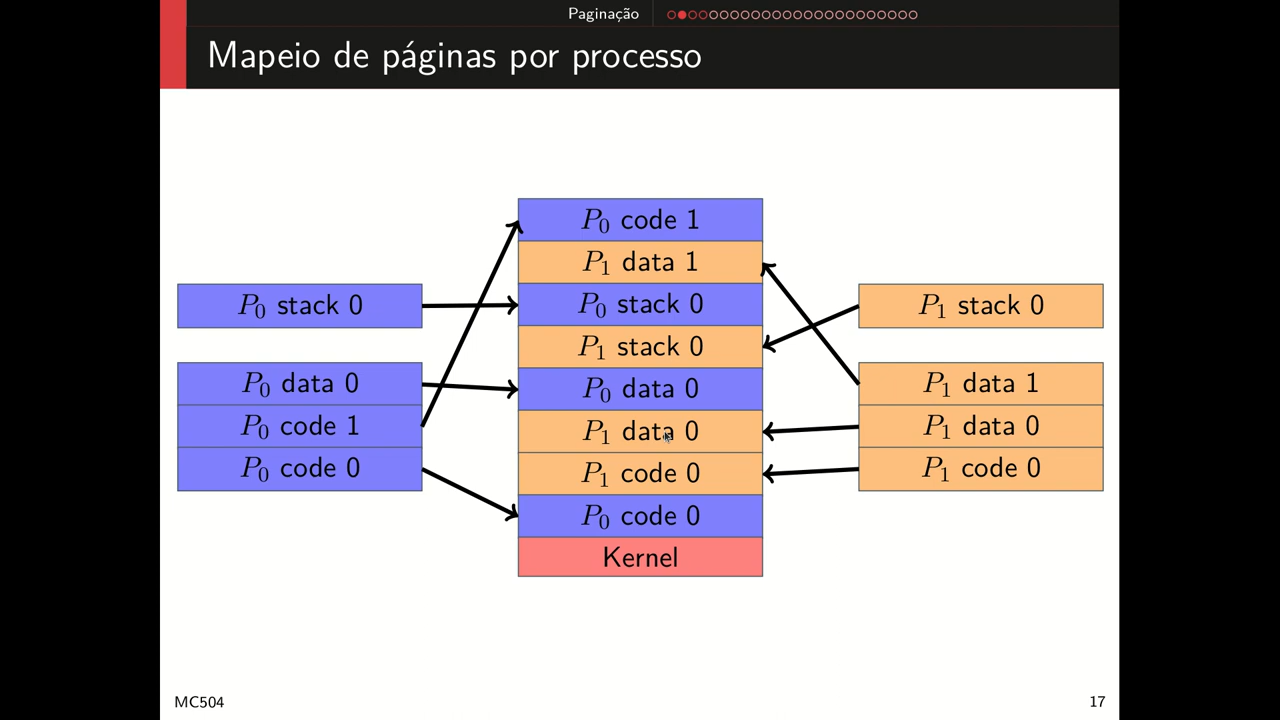 Paginação
Mapeio de páginas por processo
P₀ stack 0
P₀ data 0
P₀ code 1
P₀ code 0
P₀ code 1
P₁ data 1
P₀ stack 0
P₁ stack 0
P₀ data 0
P₁ data 0
P₁ code 0
P₀ code 0
Kernel
P₁ stack 0
P₁ data 1
P₁ data 0
P₁ code 0
MC504
17